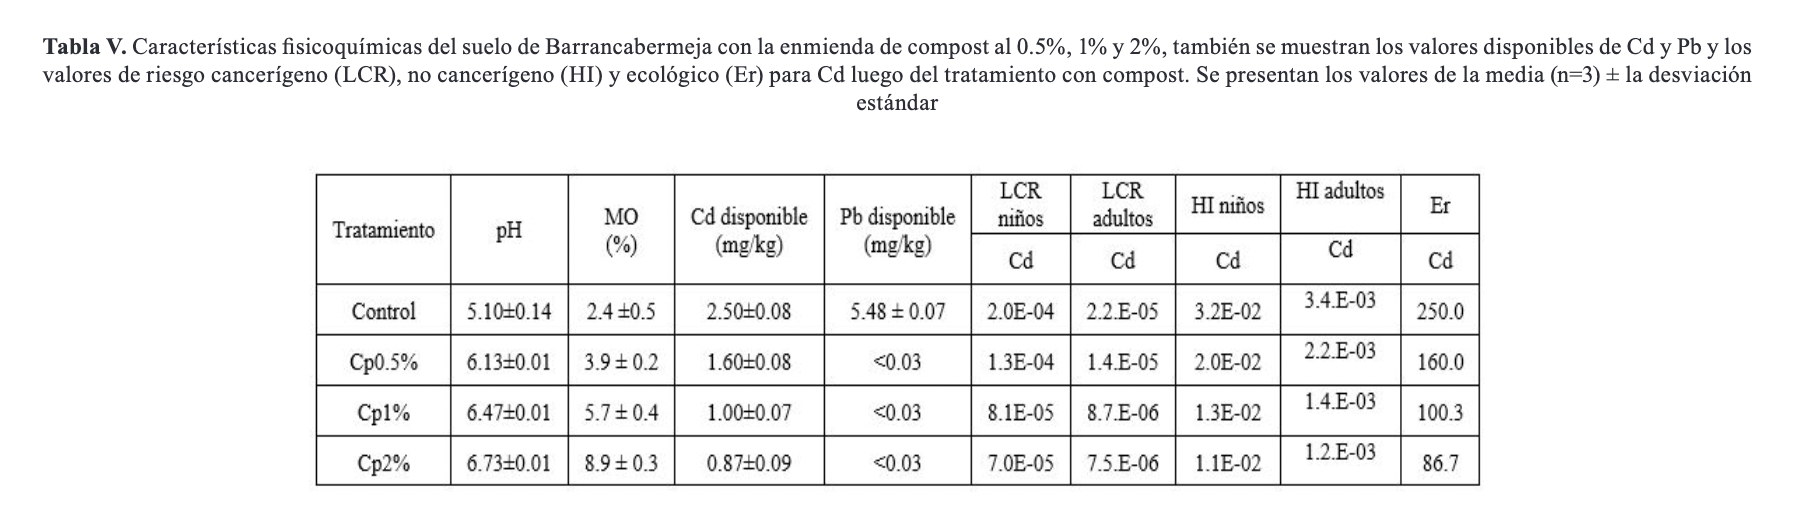 Tabla V. Características fisicoquímicas del suelo de Barrancabermeja con la enmienda de compost al 0.5%, 1% y 2%, también se muestran los valores disponibles de Cd y Pb y los
valores de riesgo cancerígeno (LCR), no cancerígeno (HI) y ecológico (Er) para Cd luego del tratamiento con compost. Se presentan los valores de la media (n=3) ± la desviación
estándar
Tratamiento pH MO (%) Cd disponible (mg/kg) Pb disponible (mg/kg) LCR niños LCR adultos HI niños HI adultos Er
Cd Cd Cd Cd Cd
Control 5.10±0.14 2.4 ±0.5 2.50±0.08 5.48 ± 0.07 2.0E-04 2.2.E-05 3.2E-02 3.4.E-03 250.0
Cp0.5% 6.13±0.01 3.9 ± 0.2 1.60±0.08 <0.03 1.3E-04 1.4.E-05 2.0E-02 2.2.E-03 160.0
Cp1% 6.47±0.01 5.7 ± 0.4 1.00±0.07 <0.03 8.1E-05 8.7.E-06 1.3E-02 1.4.E-03 100.3
Cp2% 6.73±0.01 8.9 ± 0.3 0.87±0.09 <0.03 7.0E-05 7.5.E-06 1.1E-02 1.2.E-03 86.7